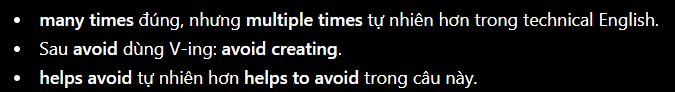 • many times đúng, nhưng multiple times tự nhiên hơn trong technical English.
• Sau avoid dùng V-ing: avoid creating.
• helps avoid tự nhiên hơn helps to avoid trong câu này.